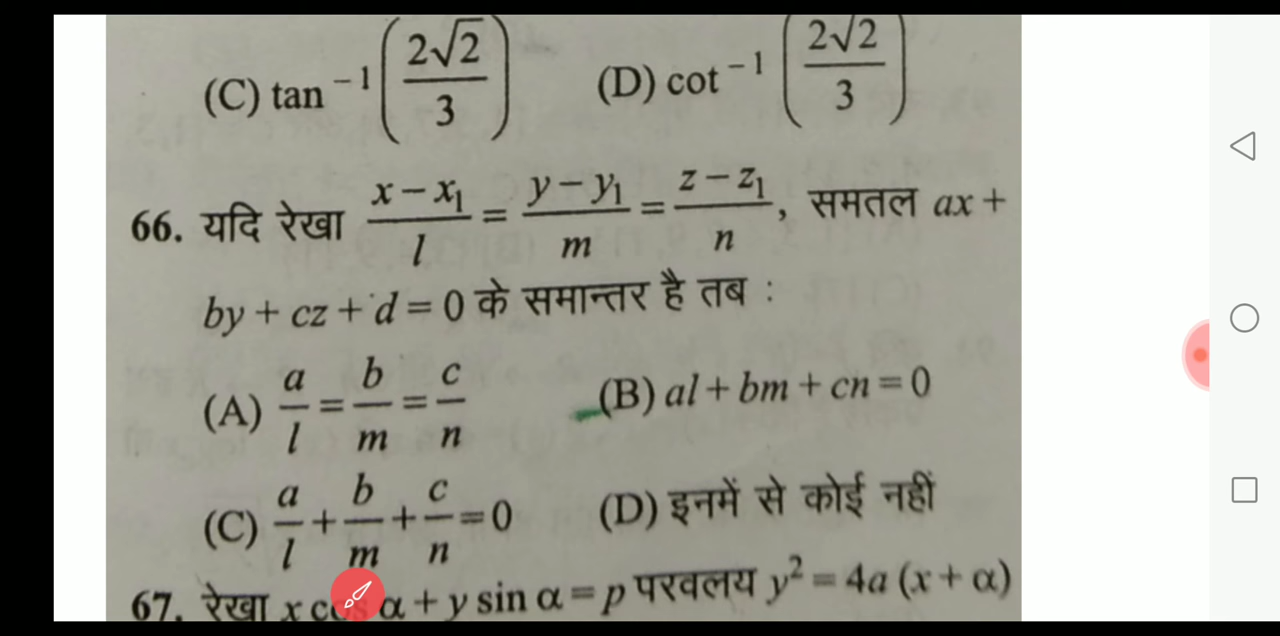 (C) tan⁻¹ (2√2/3) (D) cot⁻¹ (2√2/3)
66. यदि रेखा (x − x₁)/l = (y − y₁)/m = (z − z₁)/n, समतल ax +
by + cz + d = 0 के समान्तर है तब :
(A) a/l = b/m = c/n (B) al + bm + cn = 0
(C) a/l + b/m + c/n = 0 (D) इनमें से कोई नहीं
67. रेखा x cos α + y sin α = p परवलय y² = 4a (x + α)